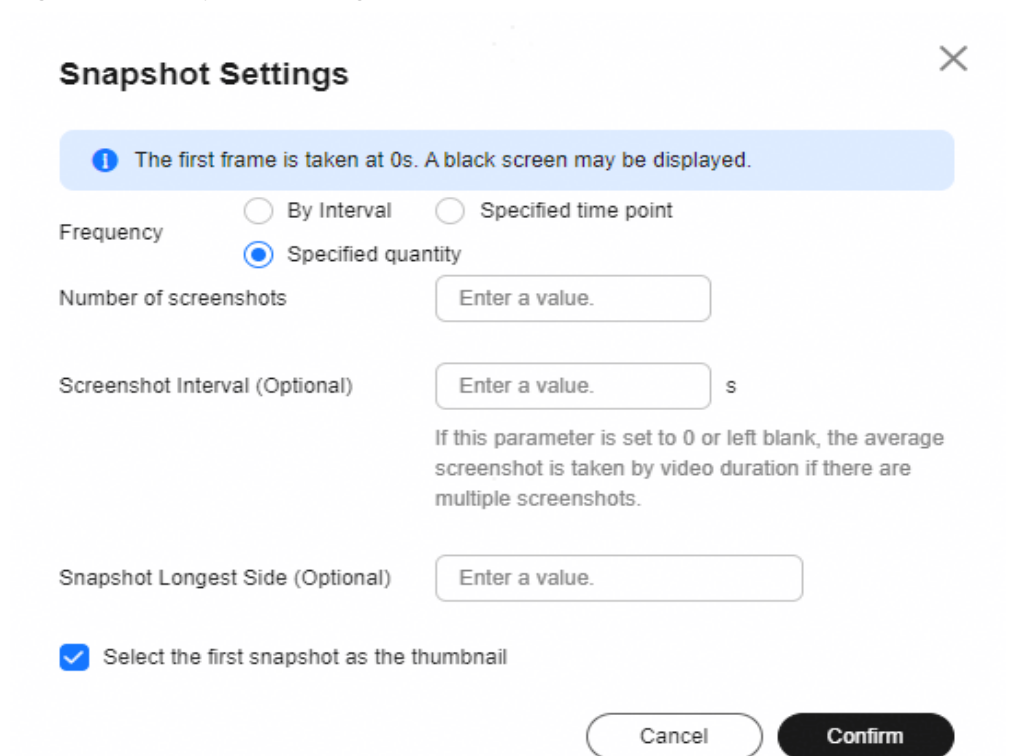 Snapshot Settings
The first frame is taken at 0s. A black screen may be displayed.
By Interval Specified time point
Frequency
Specified quantity
Number of screenshots Enter a value.
Screenshot Interval (Optional) Enter a value. s
If this parameter is set to 0 or left blank, the average
screenshot is taken by video duration if there are
multiple screenshots.
Snapshot Longest Side (Optional) Enter a value.
Select the first snapshot as the thumbnail
Cancel Confirm